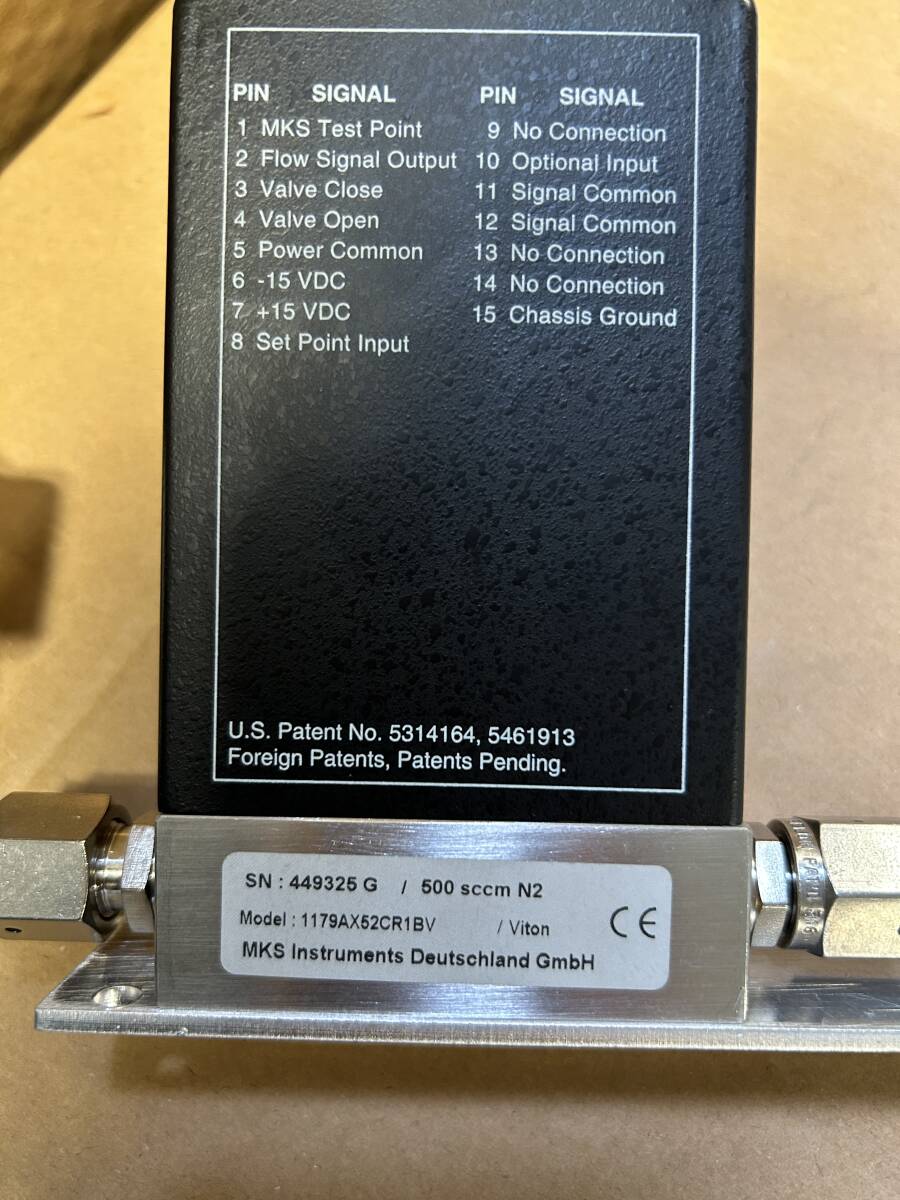 PIN SIGNAL PIN SIGNAL
1 MKS Test Point 9 No Connection
2 Flow Signal Output 10 Optional Input
3 Valve Close 11 Signal Common
4 Valve Open 12 Signal Common
5 Power Common 13 No Connection
6 -15 VDC 14 No Connection
7 +15 VDC 15 Chassis Ground
8 Set Point Input
U.S. Patent No. 5314164, 5461913
Foreign Patents, Patents Pending.
SN : 449325 G / 500 sccm N2
Model : 1179AX52CR1BV / Viton
CE
MKS Instruments Deutschland GmbH